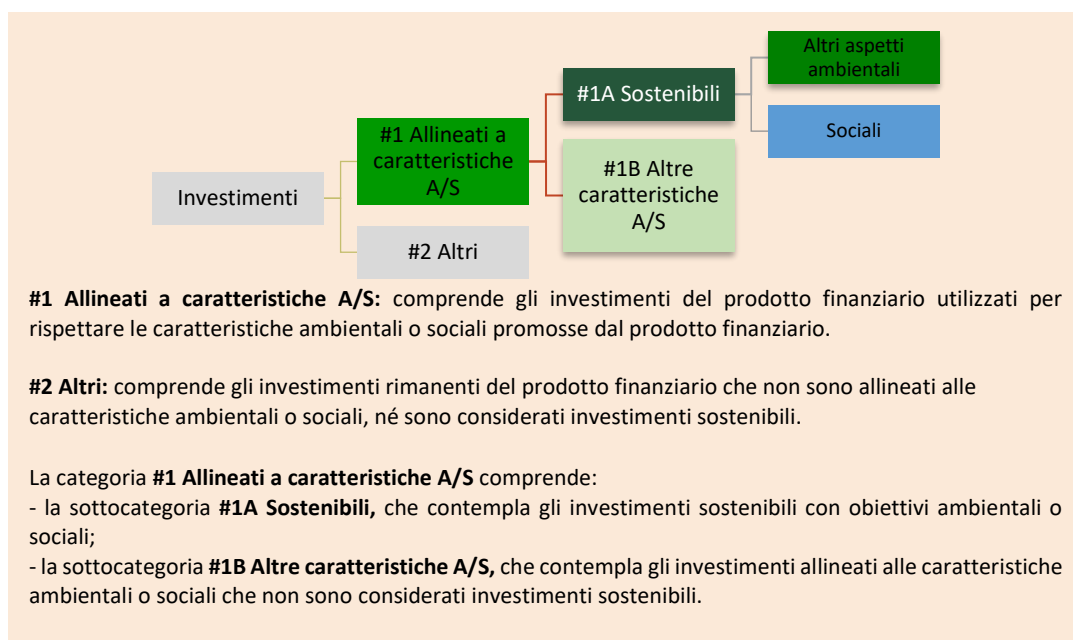 Altri aspetti
ambientali
#1A Sostenibili
Sociali
#1 Allineati a
caratteristiche
A/S
#1B Altre
caratteristiche
A/S
Investimenti
#2 Altri
#1 Allineati a caratteristiche A/S: comprende gli investimenti del prodotto finanziario utilizzati per
rispettare le caratteristiche ambientali o sociali promosse dal prodotto finanziario.
#2 Altri: comprende gli investimenti rimanenti del prodotto finanziario che non sono allineati alle
caratteristiche ambientali o sociali, né sono considerati investimenti sostenibili.
La categoria #1 Allineati a caratteristiche A/S comprende:
- la sottocategoria #1A Sostenibili, che contempla gli investimenti sostenibili con obiettivi ambientali o
sociali;
- la sottocategoria #1B Altre caratteristiche A/S, che contempla gli investimenti allineati alle caratteristiche
ambientali o sociali che non sono considerati investimenti sostenibili.